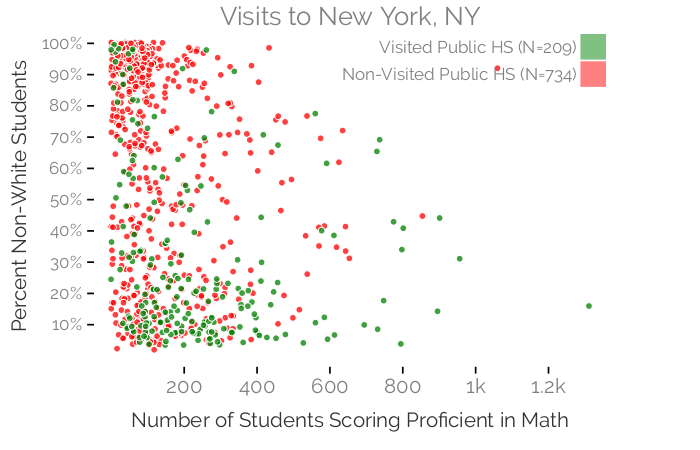 Visits to New York, NY
Visited Public HS (N=209)
Non-Visited Public HS (N=734)
Percent Non-White Students
100%
90%
80%
70%
60%
50%
40%
30%
20%
10%
200 400 600 800 1k 1.2k
Number of Students Scoring Proficient in Math